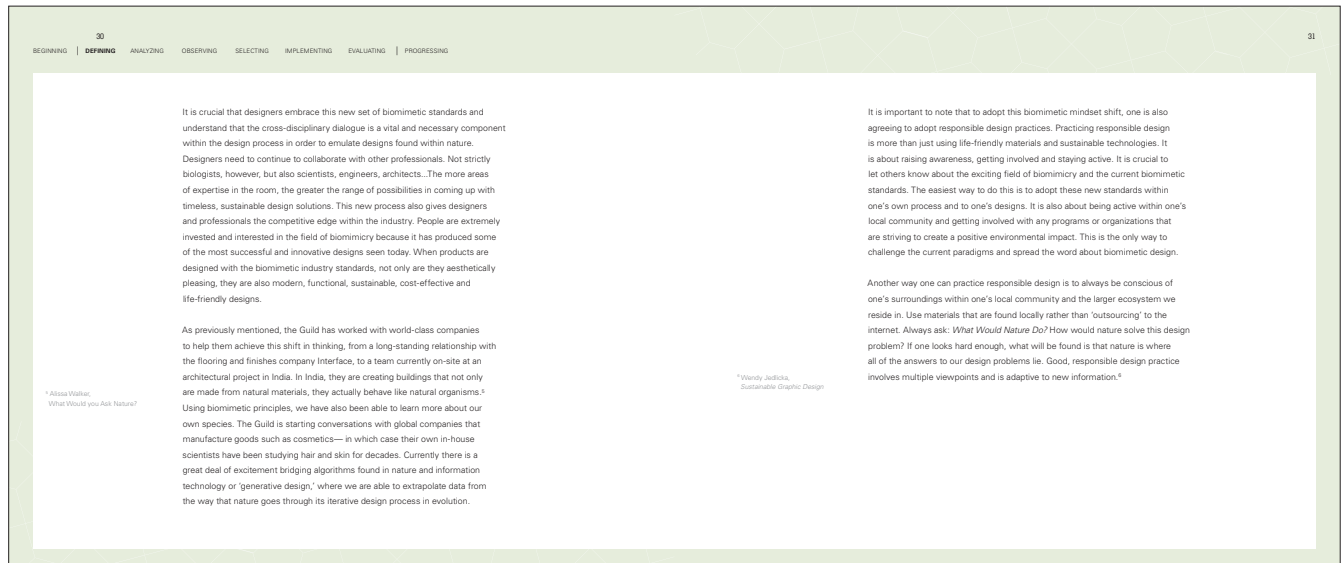 30
BEGINNING | DEFINING ANALYZING OBSERVING SELECTING IMPLEMENTING EVALUATING | PROGRESSING
It is crucial that designers embrace this new set of biomimetic standards and
understand that the cross-disciplinary dialogue is a vital and necessary component
within the design process in order to emulate designs found within nature.
Designers need to continue to collaborate with other professionals. Not strictly
biologists, however, but also scientists, engineers, architects...The more areas
of expertise in the room, the greater the range of possibilities in coming up with
timeless, sustainable design solutions. This new process also gives designers
and professionals the competitive edge within the industry. People are extremely
invested and interested in the field of biomimicry because it has produced some
of the most successful and innovative designs seen today. When products are
designed with the biomimetic industry standards, not only are they aesthetically
pleasing, they are also modern, functional, sustainable, cost-effective and
life-friendly designs.
As previously mentioned, the Guild has worked with world-class companies
to help them achieve this shift in thinking, from a long-standing relationship with
the flooring and finishes company Interface, to a team currently on-site at an
architectural project in India. In India, they are creating buildings that not only
are made from natural materials, they actually behave like natural organisms.⁵
Using biomimetic principles, we have also been able to learn more about our
own species. The Guild is starting conversations with global companies that
manufacture goods such as cosmetics— in which case their own in-house
scientists have been studying hair and skin for decades. Currently there is a
great deal of excitement bridging algorithms found in nature and information
technology or ‘generative design,’ where we are able to extrapolate data from
the way that nature goes through its iterative design process in evolution.
⁵ Alissa Walker,
What Would you Ask Nature?
31
It is important to note that to adopt this biomimetic mindset shift, one is also
agreeing to adopt responsible design practices. Practicing responsible design
is more than just using life-friendly materials and sustainable technologies. It
is about raising awareness, getting involved and staying active. It is crucial to
let others know about the exciting field of biomimicry and the current biomimetic
standards. The easiest way to do this is to adopt these new standards within
one’s own process and to one’s designs. It is also about being active within one’s
local community and getting involved with any programs or organizations that
are striving to create a positive environmental impact. This is the only way to
challenge the current paradigms and spread the word about biomimetic design.
Another way one can practice responsible design is to always be conscious of
one’s surroundings within one’s local community and the larger ecosystem we
reside in. Use materials that are found locally rather than ‘outsourcing’ to the
internet. Always ask: What Would Nature Do? How would nature solve this design
problem? If one looks hard enough, what will be found is that nature is where
all of the answers to our design problems lie. Good, responsible design practice
involves multiple viewpoints and is adaptive to new information.⁶
⁶ Wendy Jedlicka,
Sustainable Graphic Design